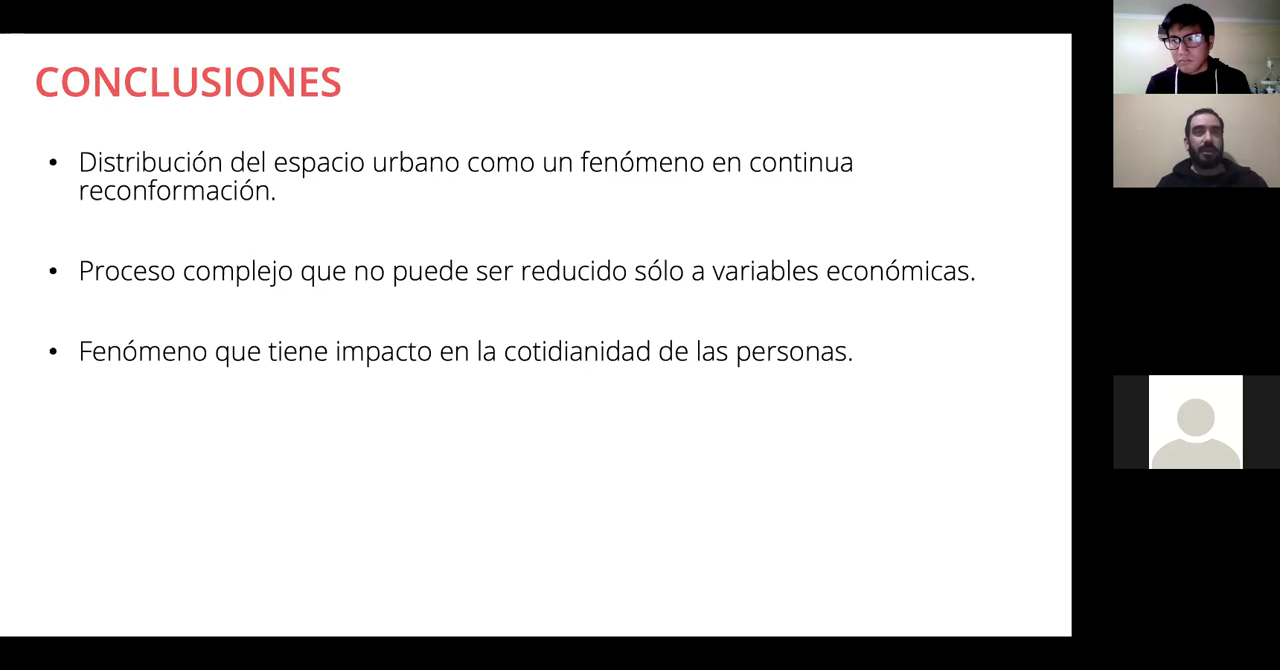 CONCLUSIONES
• Distribución del espacio urbano como un fenómeno en continua
reconformación.
• Proceso complejo que no puede ser reducido sólo a variables económicas.
• Fenómeno que tiene impacto en la cotidianidad de las personas.